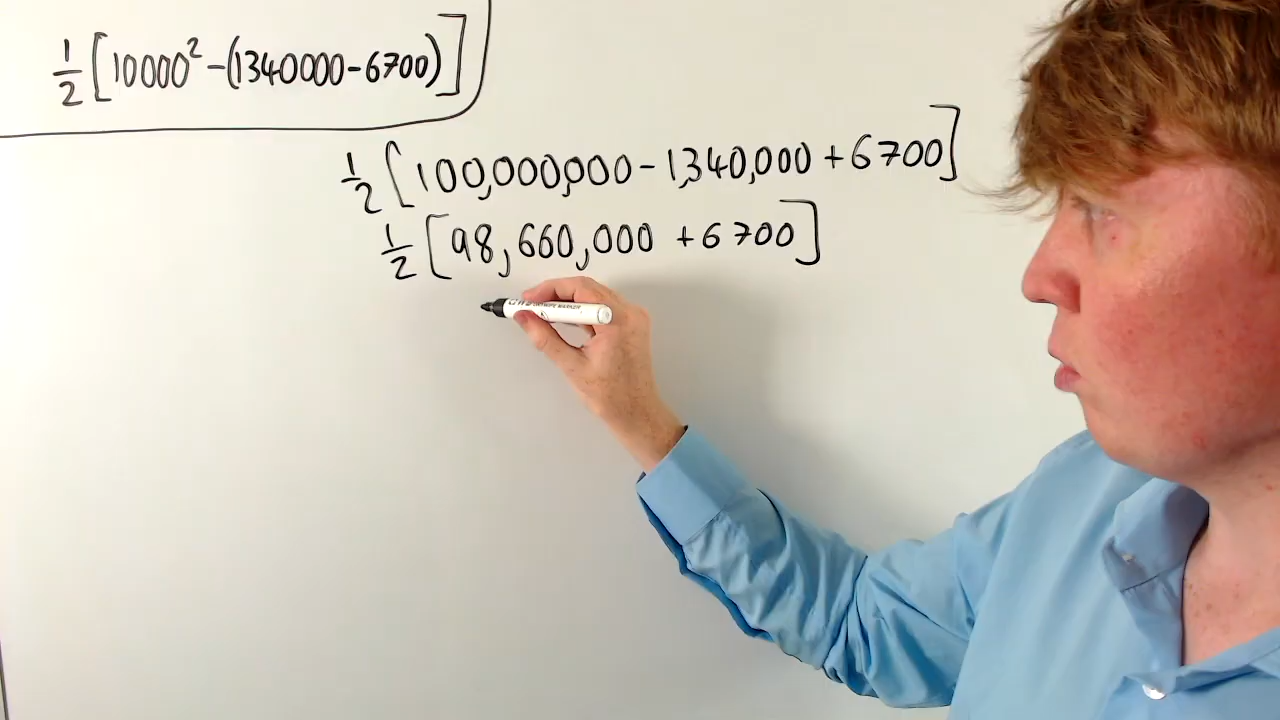 ½[10000² -(1340000-6700)]
½[100,000,000 - 1,340,000 + 6700]
½[98,660,000 + 6700]